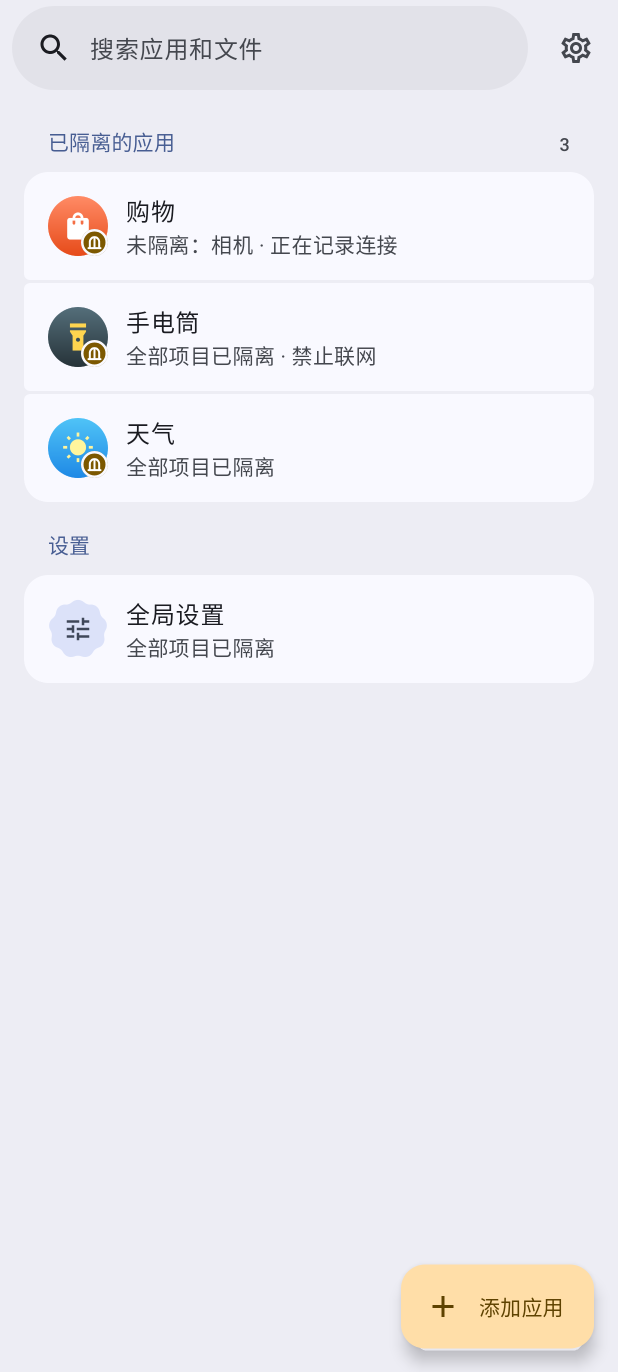 搜索应用和文件
已隔离的应用
3
购物
未隔离：相机 · 正在记录连接
手电筒
全部项目已隔离 · 禁止联网
天气
全部项目已隔离
设置
全局设置
全部项目已隔离
添加应用